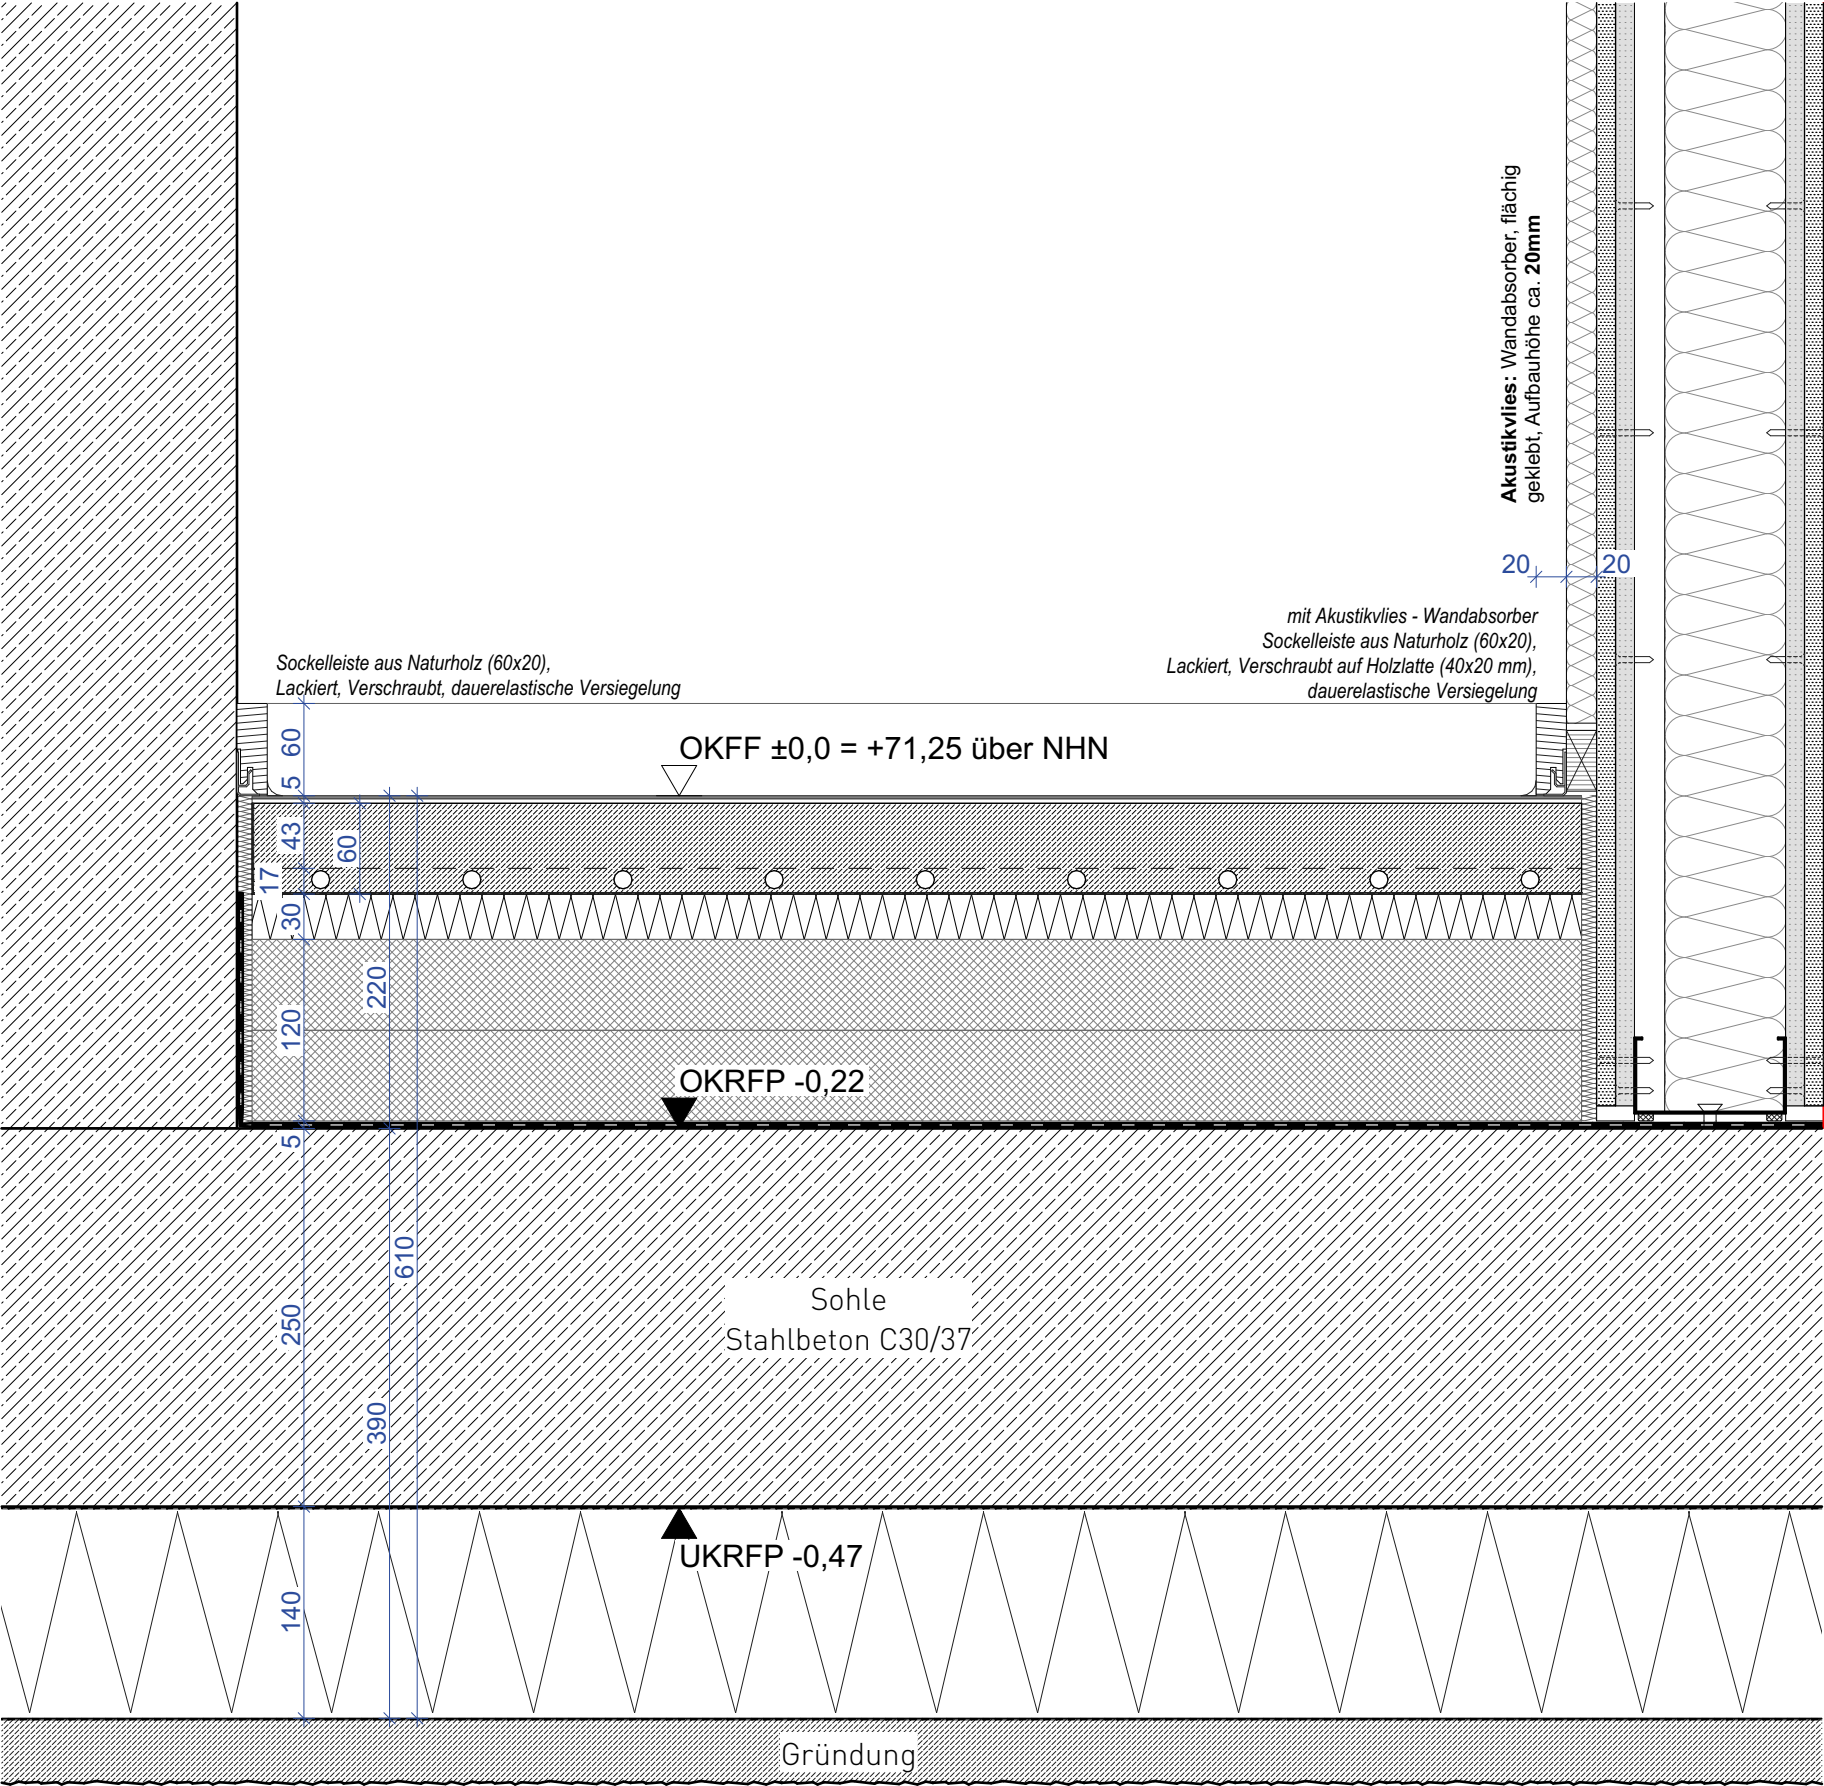 Akustikvlies: Wandabsorber, flächig
geklebt, Aufbauhöhe ca. 20mm
20
20
mit Akustikvlies - Wandabsorber
Sockelleiste aus Naturholz (60x20),
Lackiert, Verschraubt auf Holzlatte (40x20 mm),
dauerelastische Versiegelung
Sockelleiste aus Naturholz (60x20),
Lackiert, Verschraubt, dauerelastische Versiegelung
60
OKFF ±0,0 = +71,25 über NHN
5
43
60
17
30
220
120
OKRFP -0,22
5
610
Sohle
Stahlbeton C30/37
250
390
UKRFP -0,47
140
Gründung